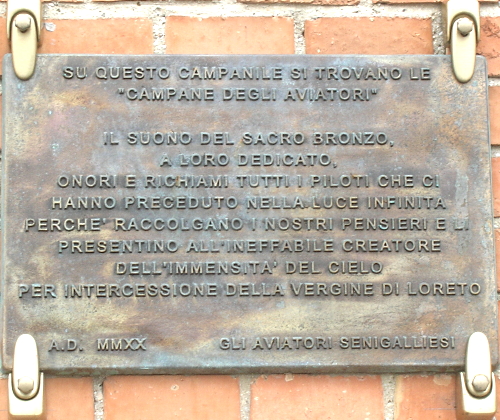 SU QUESTO CAMPANILE SI TROVANO LE
"CAMPANE DEGLI AVIATORI"
IL SUONO DEL SACRO BRONZO,
A LORO DEDICATO,
ONORI E RICHIAMI TUTTI I PILOTI CHE CI
HANNO PRECEDUTO NELLA LUCE INFINITA
PERCHE' RACCOLGANO I NOSTRI PENSIERI E LI
PRESENTINO ALL'INEFFABILE CREATORE
DELL'IMMENSITA' DEL CIELO
PER INTERCESSIONE DELLA VERGINE DI LORETO
A.D. MMXX GLI AVIATORI SENIGALLIESI